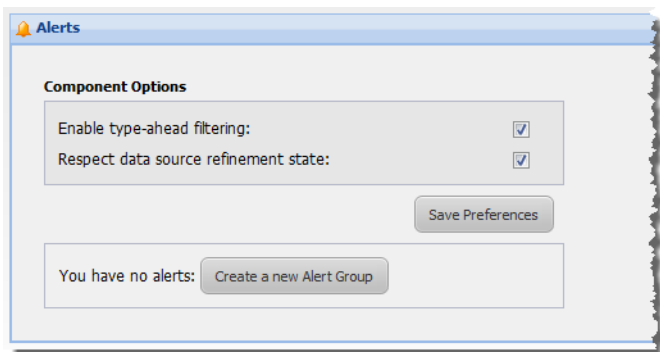 Alerts
Component Options
Enable type-ahead filtering:
Respect data source refinement state:
Save Preferences
You have no alerts: Create a new Alert Group